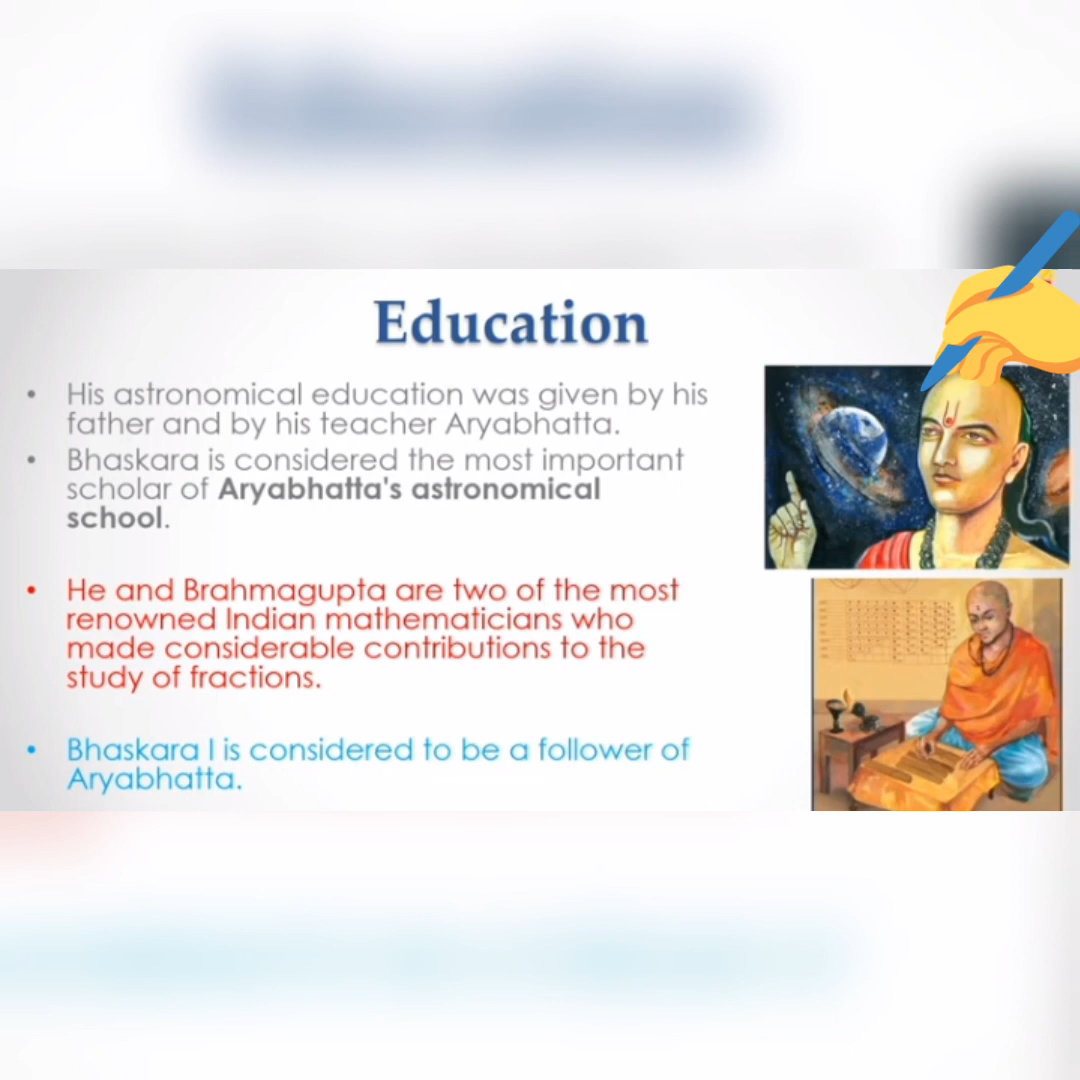 Education
• His astronomical education was given by his
father and by his teacher Aryabhatta.
• Bhaskara is considered the most important
scholar of Aryabhatta's astronomical
school.
• He and Brahmagupta are two of the most
renowned Indian mathematicians who
made considerable contributions to the
study of fractions.
• Bhaskara I is considered to be a follower of
Aryabhatta.